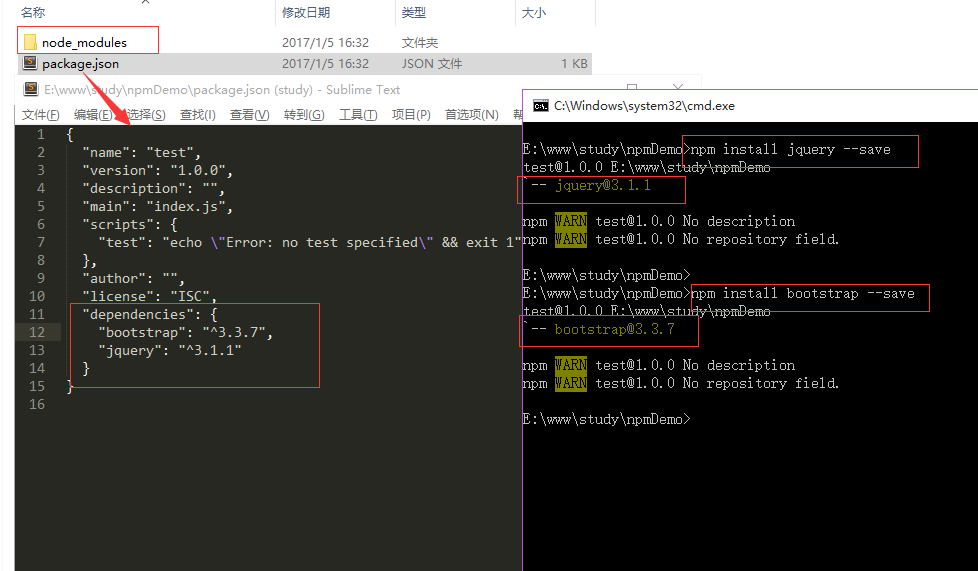 名称 修改日期 类型 大小
node_modules 2017/1/5 16:32 文件夹
package.json 2017/1/5 16:32 JSON 文件 1 KB
E:\www\study\npmDemo\package.json (study) - Sublime Text
文件(F) 编辑(E) 选择(S) 查找(I) 查看(V) 转到(G) 工具(T) 项目(P) 首选项(N) 帮
1 {
2 "name": "test",
3 "version": "1.0.0",
4 "description": "",
5 "main": "index.js",
6 "scripts": {
7 "test": "echo \"Error: no test specified\" && exit 1"
8 },
9 "author": "",
10 "license": "ISC",
11 "dependencies": {
12 "bootstrap": "^3.3.7",
13 "jquery": "^3.1.1"
14 }
15 }
16
C:\Windows\system32\cmd.exe
E:\www\study\npmDemo>npm install jquery --save
test@1.0.0 E:\www\study\npmDemo
`-- jquery@3.1.1
npm WARN test@1.0.0 No description
npm WARN test@1.0.0 No repository field.
E:\www\study\npmDemo>
E:\www\study\npmDemo>npm install bootstrap --save
test@1.0.0 E:\www\study\npmDemo
`-- bootstrap@3.3.7
npm WARN test@1.0.0 No description
npm WARN test@1.0.0 No repository field.
E:\www\study\npmDemo>